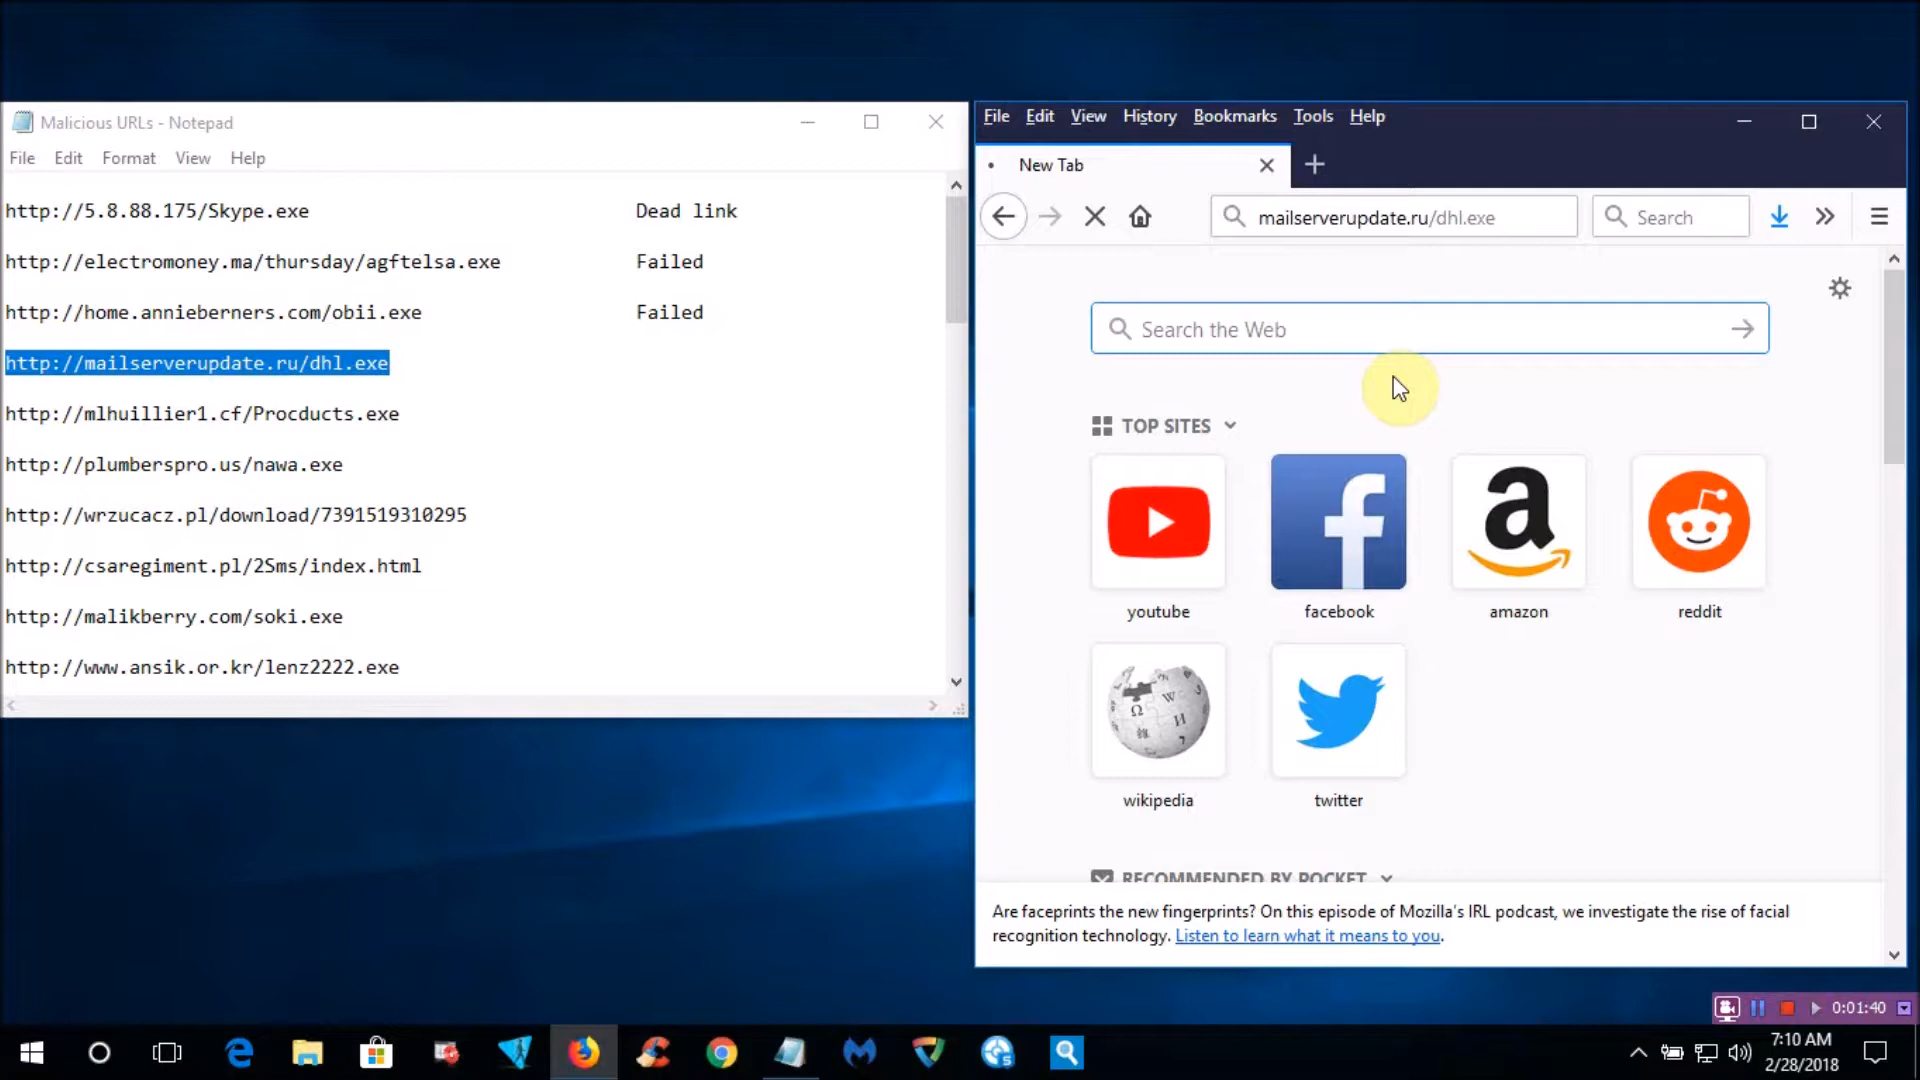 Malicious URLs - Notepad
File Edit Format View Help
http://5.8.88.175/Skype.exe Dead link
http://electromoney.ma/thursday/agftelsa.exe Failed
http://home.annieberners.com/obii.exe Failed
http://mailserverupdate.ru/dhl.exe
http://mlhuillier1.cf/Procducts.exe
http://plumberspro.us/nawa.exe
http://wrzucacz.pl/download/7391519310295
http://csaregiment.pl/2Sms/index.html
http://malikberry.com/soki.exe
http://www.ansik.or.kr/lenz2222.exe
File Edit View History Bookmarks Tools Help
New Tab
mailserverupdate.ru/dhl.exe Search
Search the Web
TOP SITES
youtube facebook amazon reddit
wikipedia twitter
RECOMMENDED BY POCKET
Are faceprints the new fingerprints? On this episode of Mozilla's IRL podcast, we investigate the rise of facial
recognition technology. Listen to learn what it means to you.
0:01:40
7:10 AM
2/28/2018